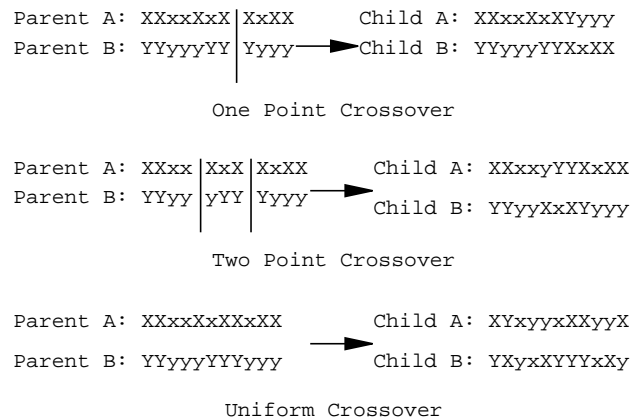 Parent A: XXxxXxX XxXX Child A: XXxxXxXYyyy
Parent B: YYyyyYY Yyyy Child B: YYyyyYYXxXX
One Point Crossover
Parent A: XXxx XxX XxXX Child A: XXxxyYYXxXX
Parent B: YYyy yYY Yyyy Child B: YYyyXxXYyyy
Two Point Crossover
Parent A: XXxxXxXXxXX Child A: XYxyyxXXyyX
Parent B: YYyyyYYYyyy Child B: YXyxXYYYxXy
Uniform Crossover